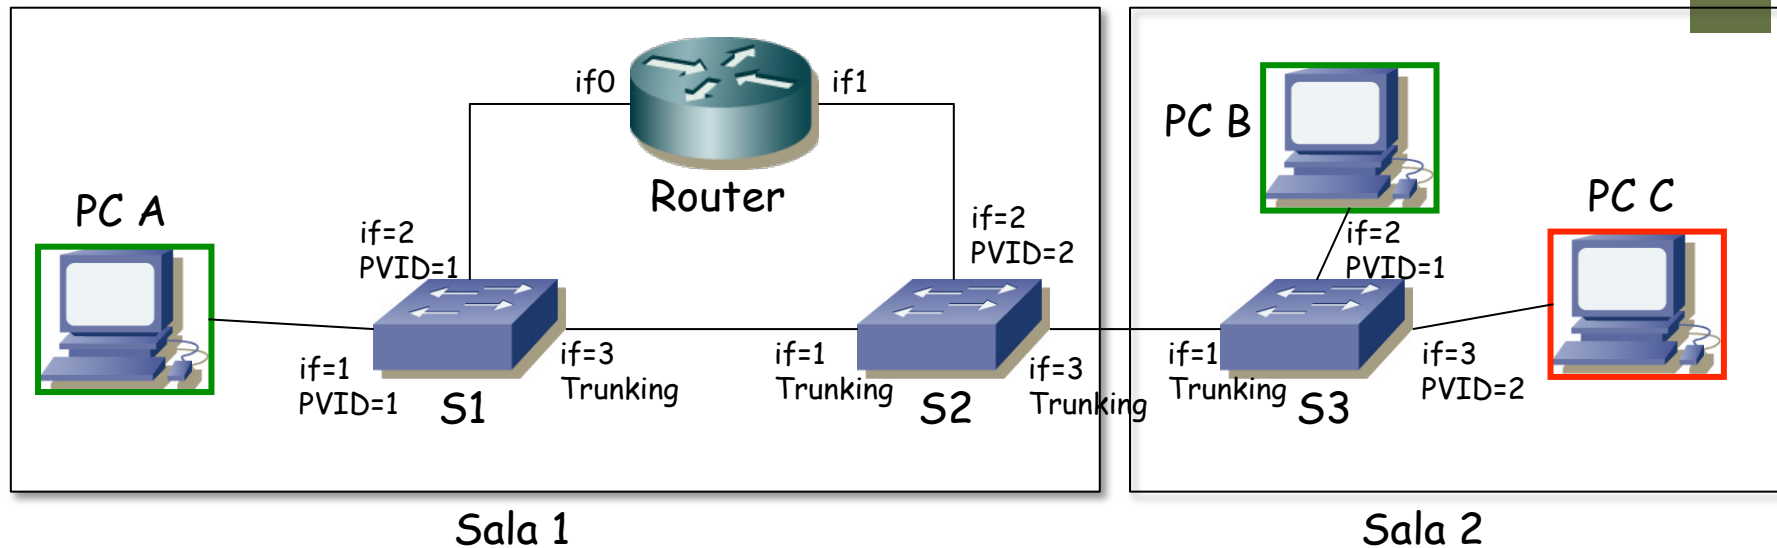 if0
if1
Router
PC A
if=2
PVID=1
if=1
PVID=1
S1
if=3
Trunking
if=2
PVID=2
if=1
Trunking
S2
if=3
Trunking
PC B
PC C
if=2
PVID=1
if=1
Trunking
S3
if=3
PVID=2
Sala 1
Sala 2